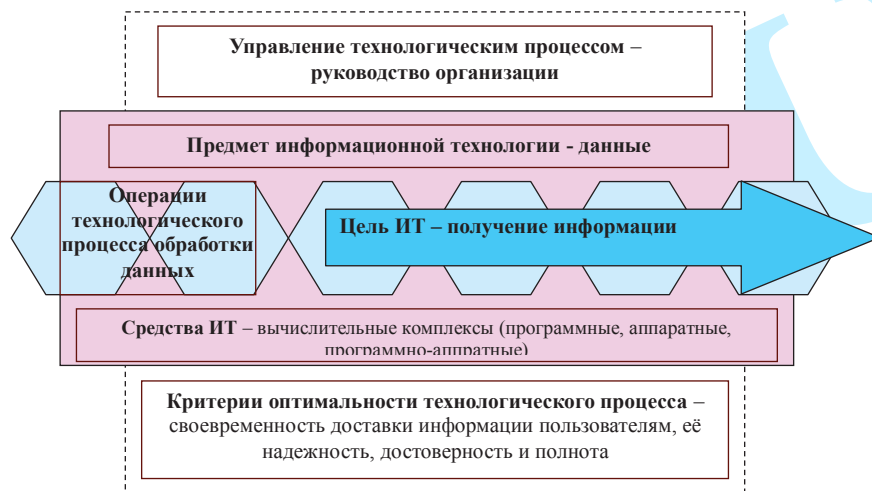 Управление технологическим процессом –
руководство организации
Предмет информационной технологии - данные
Операции
технологического
процесса обработки
данных
Цель ИТ – получение информации
Средства ИТ – вычислительные комплексы (программные, аппаратные,
программно-аппратные)
Критерии оптимальности технологического процесса –
своевременность доставки информации пользователям, её
надежность, достоверность и полнота